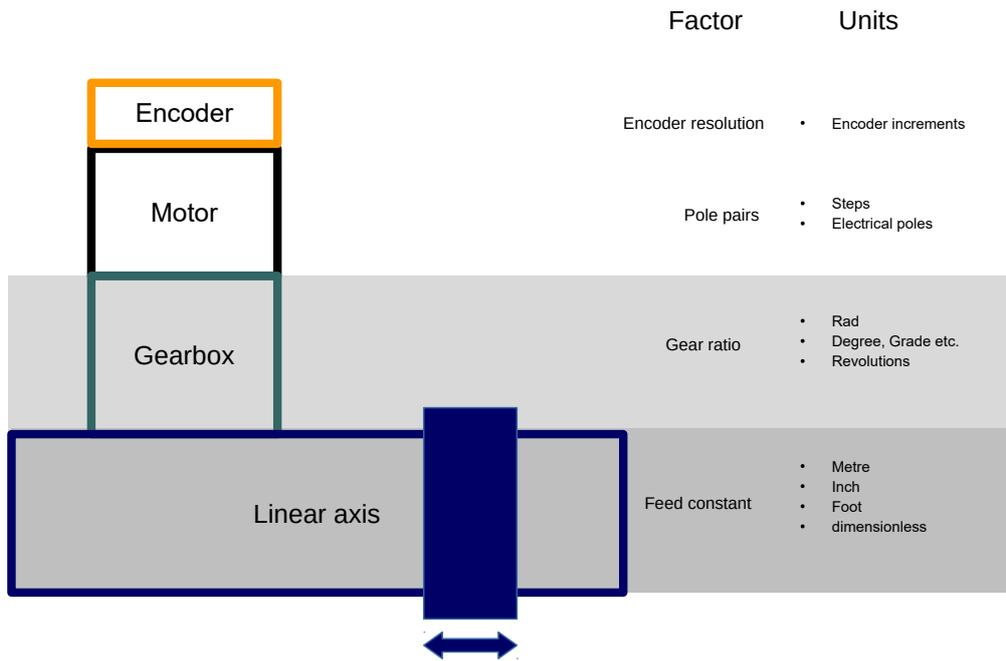 Factor Units
Encoder
Encoder resolution • Encoder increments
Motor
Pole pairs
• Steps
• Electrical poles
Gearbox
Gear ratio
• Rad
• Degree, Grade etc.
• Revolutions
Linear axis
Feed constant
• Metre
• Inch
• Foot
• dimensionless